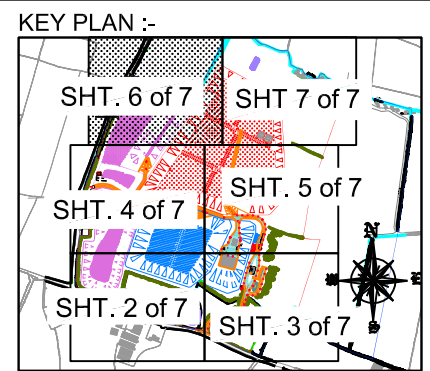 KEY PLAN :-
SHT. 6 of 7
SHT 7 of 7
SHT. 5 of 7
SHT. 4 of 7
SHT. 2 of 7
SHT. 3 of 7
N